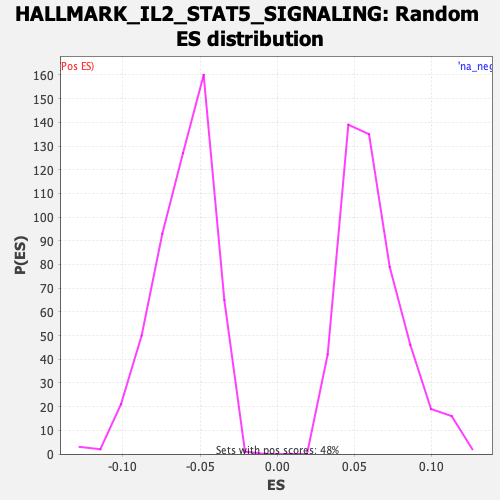 HALLMARK_IL2_STAT5_SIGNALING: Random
ES distribution
Pos ES)
'na_neg
160
150
140
130
120
110
100
90
80
70
60
50
40
30
20
10
0
P(ES)
Sets with pos scores: 48%
-0.10 -0.05 0.00 0.05 0.10
ES